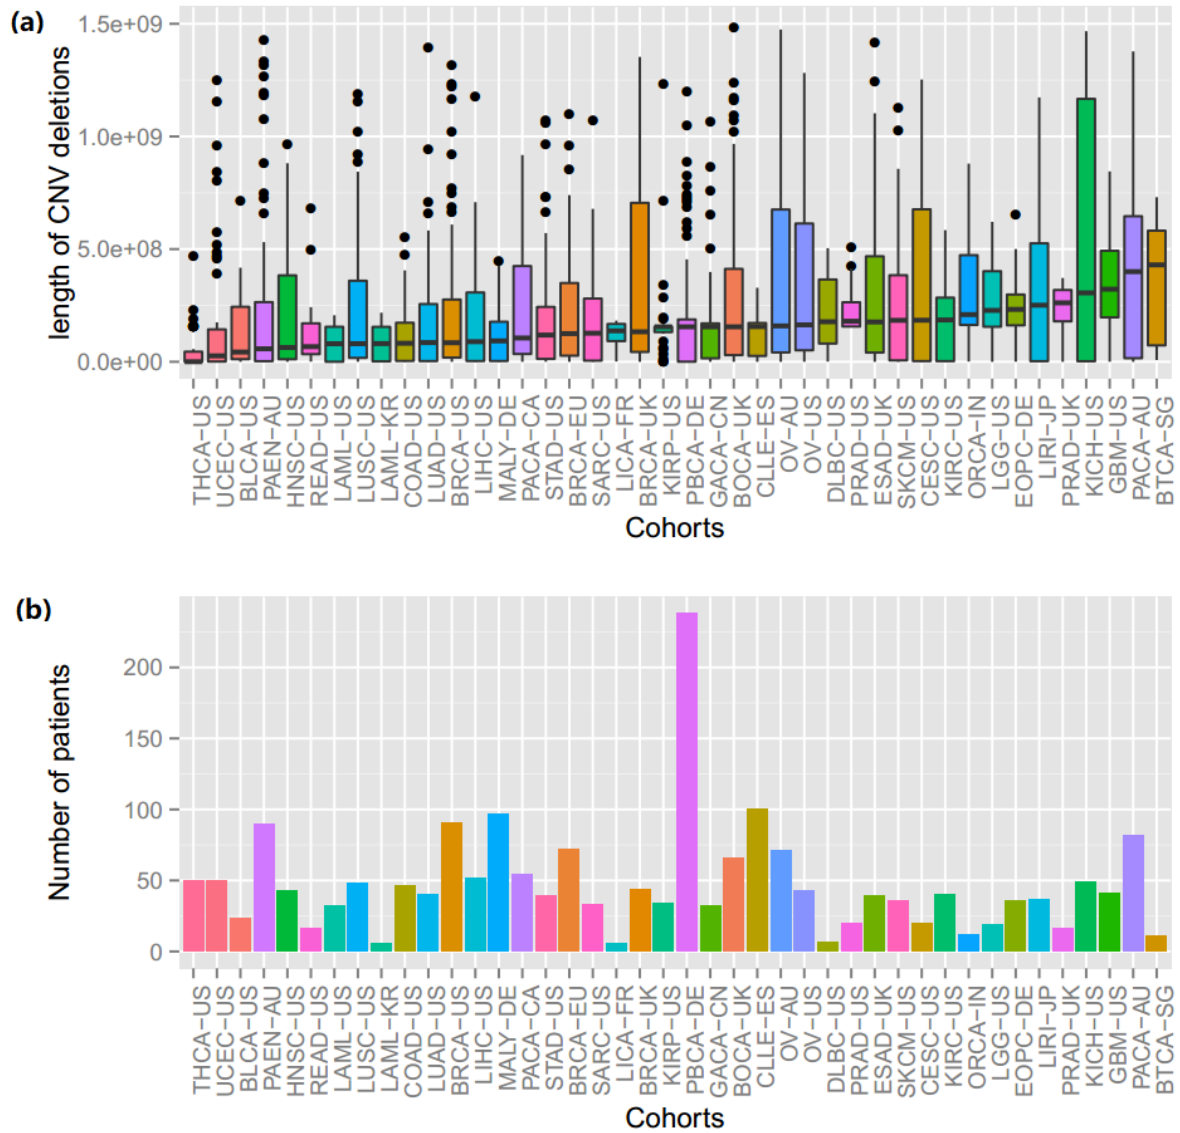 (a)
length of CNV deletions
1.5e+09
1.0e+09
5.0e+08
0.0e+00
THCA−US
UCEC−US
BLCA−US
PAEN−AU
HNSC−US
READ−US
LAML−US
LUSC−US
LAML−KR
COAD−US
LUAD−US
BRCA−US
LIHC−US
MALY−DE
PACA−CA
STAD−US
BRCA−EU
SARC−US
LICA−FR
BRCA−UK
KIRP−US
PBCA−DE
GACA−CN
BOCA−UK
CLLE−ES
OV−AU
OV−US
DLBC−US
PRAD−US
ESAD−UK
SKCM−US
CESC−US
KIRC−US
ORCA−IN
LGG−US
EOPC−DE
LIRI−JP
PRAD−UK
KICH−US
GBM−US
PACA−AU
BTCA−SG
Cohorts
(b)
Number of patients
200
150
100
50
0
THCA−US
UCEC−US
BLCA−US
PAEN−AU
HNSC−US
READ−US
LAML−US
LUSC−US
LAML−KR
COAD−US
LUAD−US
BRCA−US
LIHC−US
MALY−DE
PACA−CA
STAD−US
BRCA−EU
SARC−US
LICA−FR
BRCA−UK
KIRP−US
PBCA−DE
GACA−CN
BOCA−UK
CLLE−ES
OV−AU
OV−US
DLBC−US
PRAD−US
ESAD−UK
SKCM−US
CESC−US
KIRC−US
ORCA−IN
LGG−US
EOPC−DE
LIRI−JP
PRAD−UK
KICH−US
GBM−US
PACA−AU
BTCA−SG
Cohorts